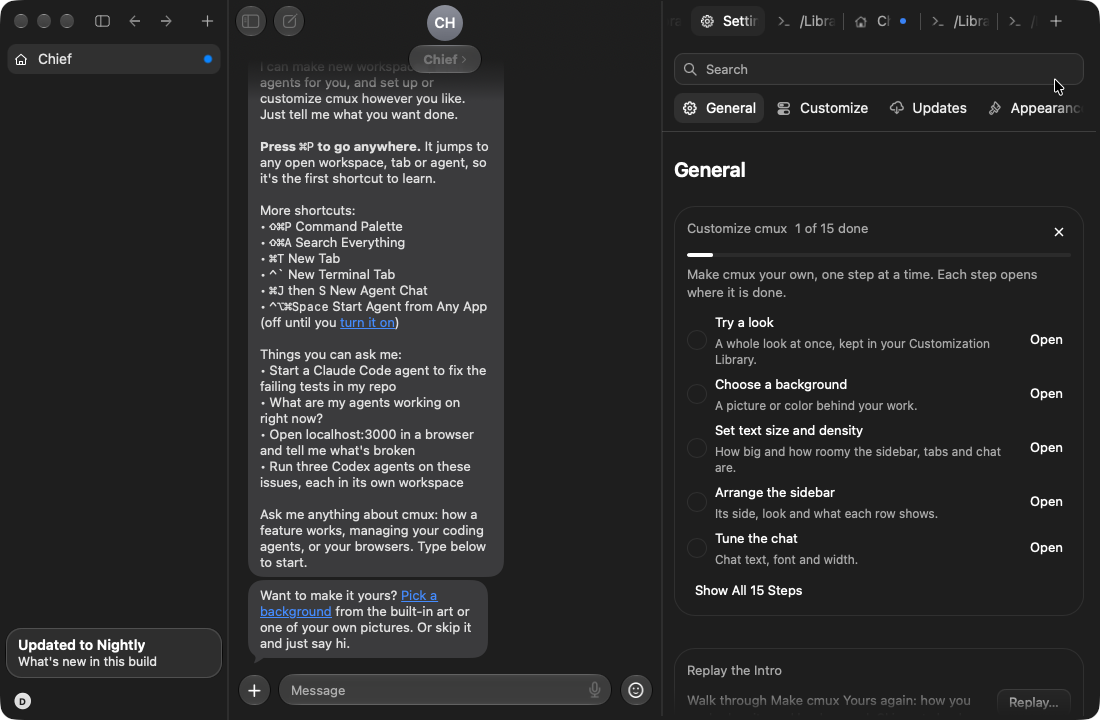 Chief
Updated to Nightly
What's new in this build
D
CH
Chief ›
I can make new
agents for you, and set up or
customize cmux however you like.
Just tell me what you want done.
Press ⌘P to go anywhere. It jumps to
any open workspace, tab or agent, so
it's the first shortcut to learn.
More shortcuts:
• ⇧⌘P Command Palette
• ⇧⌘A Search Everything
• ⌘T New Tab
• ^` New Terminal Tab
• ⌘J then S New Agent Chat
• ^⌥⌘Space Start Agent from Any App
(off until you turn it on)
Things you can ask me:
• Start a Claude Code agent to fix the
failing tests in my repo
• What are my agents working on
right now?
• Open localhost:3000 in a browser
and tell me what's broken
• Run three Codex agents on these
issues, each in its own workspace
Ask me anything about cmux: how a
feature works, managing your coding
agents, or your browsers. Type below
to start.
Want to make it yours? Pick a
background from the built-in art or
one of your own pictures. Or skip it
and just say hi.
Message
Settin /Libra Ch /Libra /
Search
General Customize Updates Appearanc
General
Customize cmux 1 of 15 done
Make cmux your own, one step at a time. Each step opens
where it is done.
Try a look
A whole look at once, kept in your Customization
Library.
Open
Choose a background
A picture or color behind your work.
Open
Set text size and density
How big and how roomy the sidebar, tabs and chat
are.
Open
Arrange the sidebar
Its side, look and what each row shows.
Open
Tune the chat
Chat text, font and width.
Open
Show All 15 Steps
Replay the Intro
Walk through Make cmux Yours again: how you
Replay...